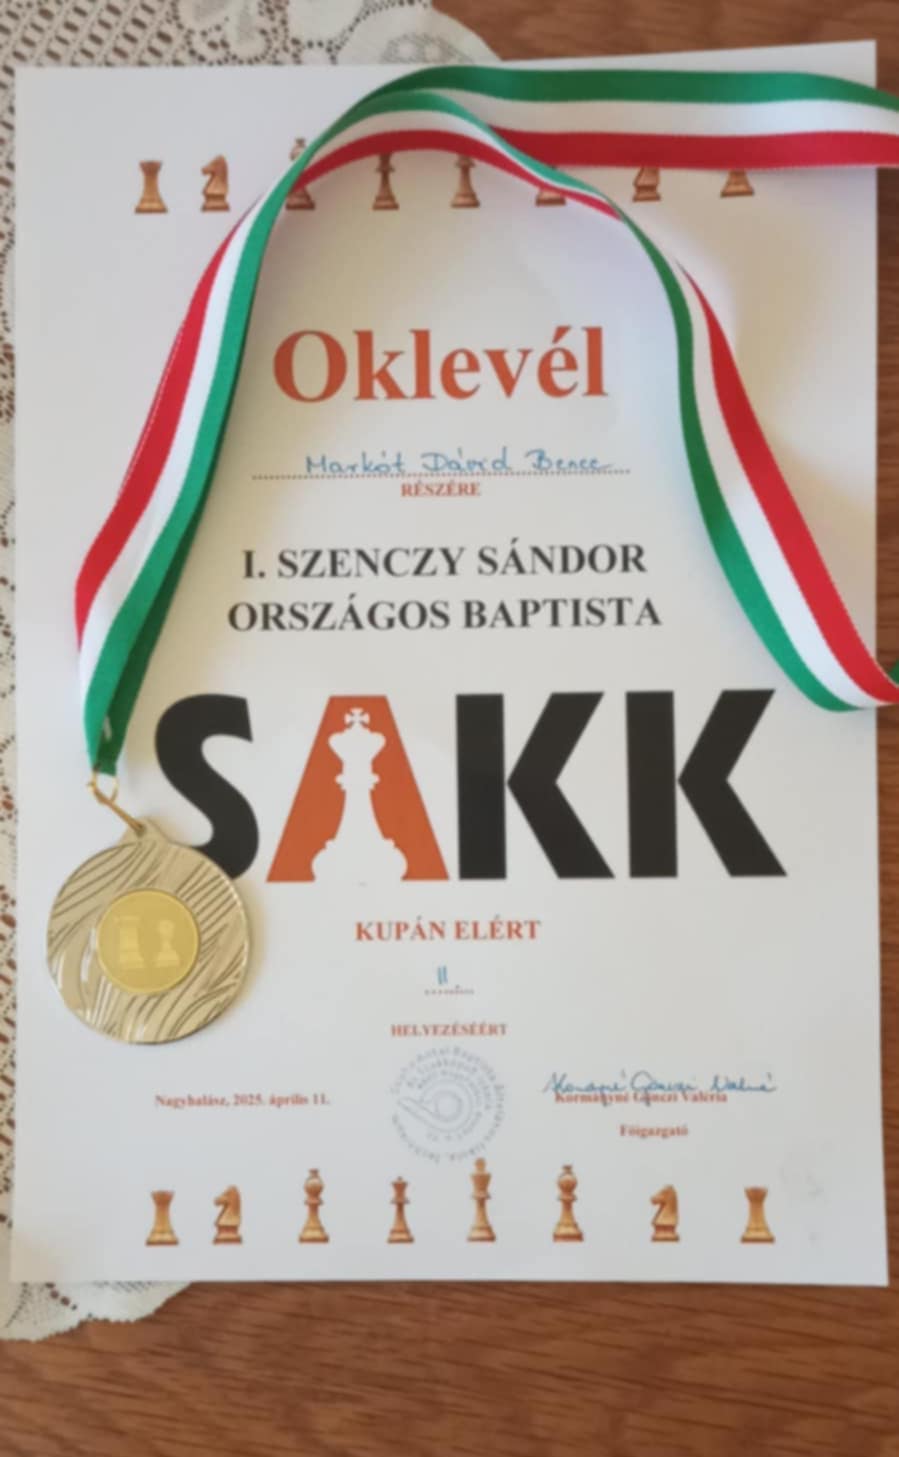 Oklevél
Markót Dávid Bence
RÉSZÉRE
I. SZENCZY SÁNDOR
ORSZÁGOS BAPTISTA
SAKK
KUPÁN ELÉRT
II.
HELYEZÉSÉÉRT
Nagyhalász, 2025. április 11.
Kormányné Gönczi Valéria
Főigazgató